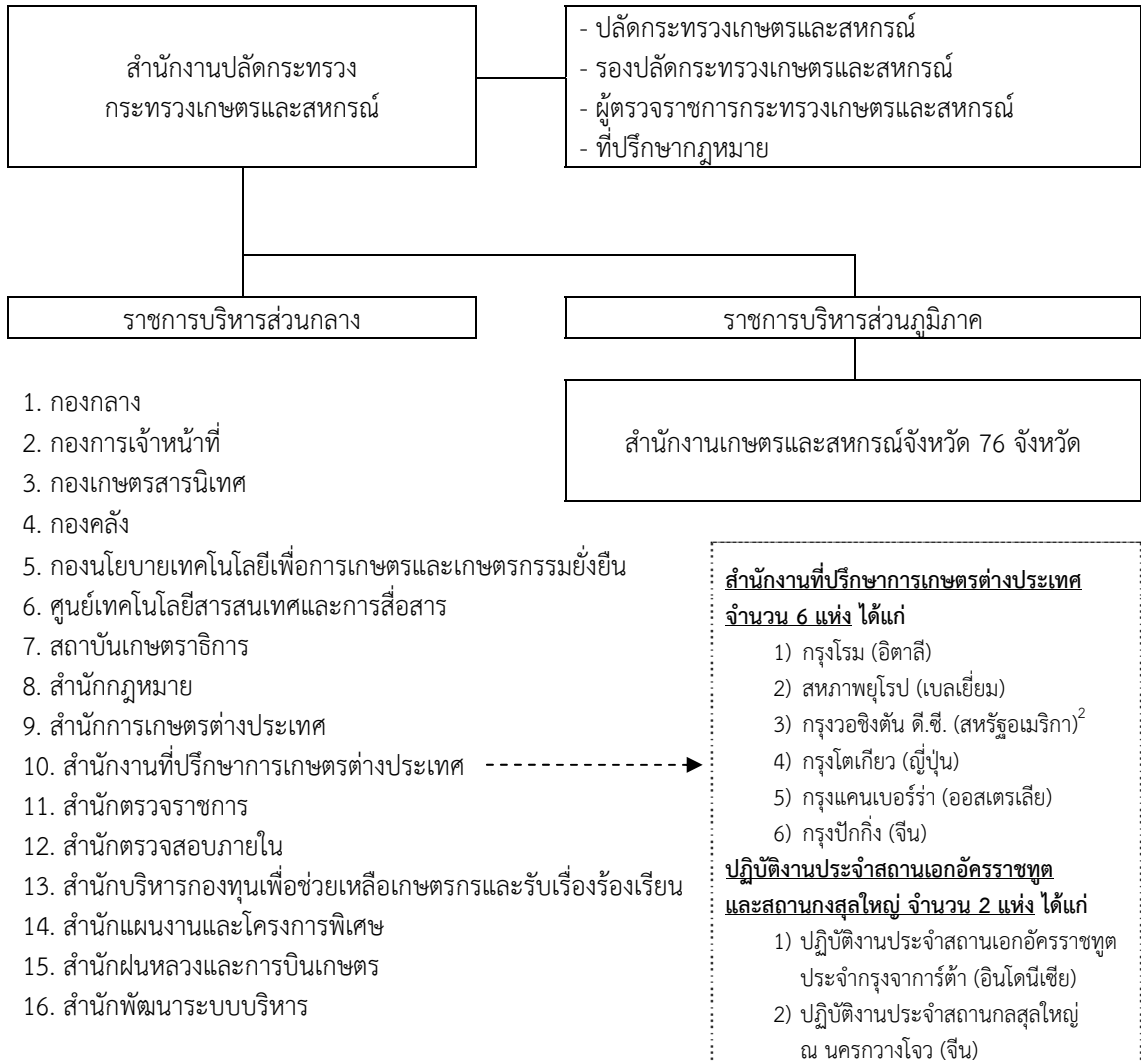 สำนักงานปลัดกระทรวง
กระทรวงเกษตรและสหกรณ์
- ปลัดกระทรวงเกษตรและสหกรณ์
- รองปลัดกระทรวงเกษตรและสหกรณ์
- ผู้ตรวจราชการกระทรวงเกษตรและสหกรณ์
- ที่ปรึกษากฎหมาย
ราชการบริหารส่วนกลาง
ราชการบริหารส่วนภูมิภาค
สำนักงานเกษตรและสหกรณ์จังหวัด 76 จังหวัด
1. กองกลาง
2. กองการเจ้าหน้าที่
3. กองเกษตรสารนิเทศ
4. กองคลัง
5. กองนโยบายเทคโนโลยีเพื่อการเกษตรและเกษตรกรรมยั่งยืน
6. ศูนย์เทคโนโลยีสารสนเทศและการสื่อสาร
7. สถาบันเกษตราธิการ
8. สำนักกฎหมาย
9. สำนักการเกษตรต่างประเทศ
10. สำนักงานที่ปรึกษาการเกษตรต่างประเทศ
11. สำนักตรวจราชการ
12. สำนักตรวจสอบภายใน
13. สำนักบริหารกองทุนเพื่อช่วยเหลือเกษตรกรและรับเรื่องร้องเรียน
14. สำนักแผนงานและโครงการพิเศษ
15. สำนักฝนหลวงและการบินเกษตร
16. สำนักพัฒนาระบบบริหาร
สำนักงานที่ปรึกษาการเกษตรต่างประเทศ
จำนวน 6 แห่ง ได้แก่
1) กรุงโรม (อิตาลี)
2) สหภาพยุโรป (เบลเยี่ยม)
3) กรุงวอชิงตัน ดี.ซี. (สหรัฐอเมริกา)2
4) กรุงโตเกียว (ญี่ปุ่น)
5) กรุงแคนเบอร์ร่า (ออสเตรเลีย)
6) กรุงปักกิ่ง (จีน)
ปฏิบัติงานประจำสถานเอกอัครราชทูต
และสถานกงสุลใหญ่ จำนวน 2 แห่ง ได้แก่
1) ปฏิบัติงานประจำสถานเอกอัครราชทูต
ประจำกรุงจาการ์ต้า (อินโดนีเซีย)
2) ปฏิบัติงานประจำสถานกลสุลใหญ่
ณ นครกวางโจว (จีน)